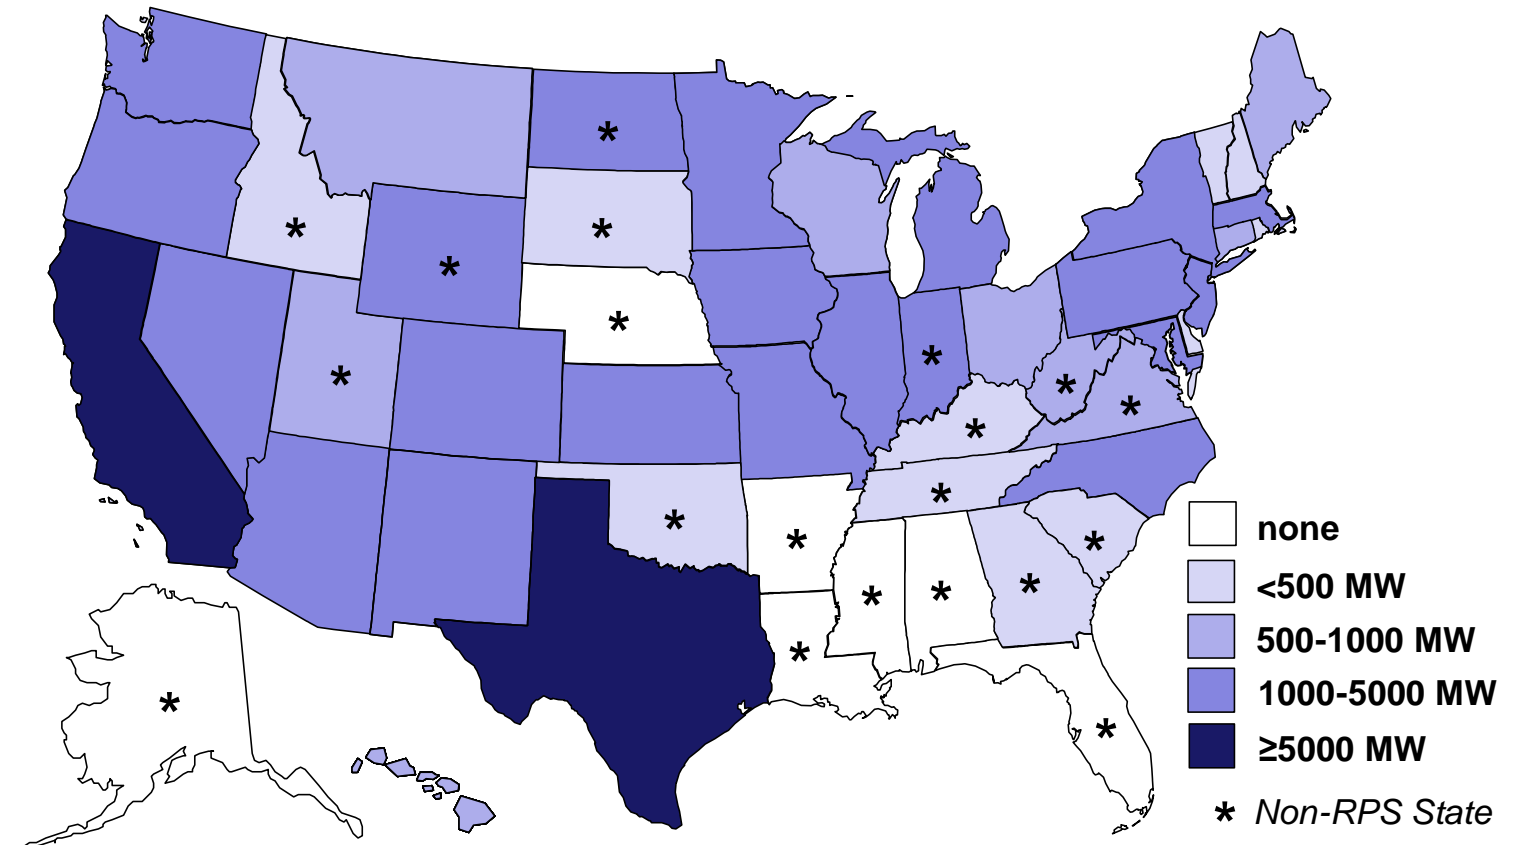 none
<500 MW
500-1000 MW
1000-5000 MW
≥5000 MW
* Non-RPS State